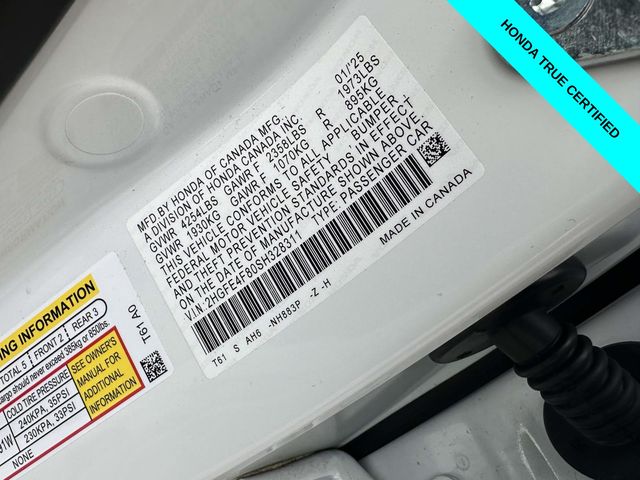 HONDA TRUE CERTIFIED
MFD. BY HONDA OF CANADA MFG.
A DIVISION OF HONDA CANADA INC. 01/'25
GVWR 4254LBS GAWR F 2358LBS R 1973LBS
GVWR 1930KG GAWR F 1070KG R 895KG
THIS VEHICLE CONFORMS TO ALL APPLICABLE
FEDERAL MOTOR VEHICLE SAFETY, BUMPER,
AND THEFT PREVENTION STANDARDS IN EFFECT
ON THE DATE OF MANUFACTURE SHOWN ABOVE.
V.I.N. 2HGFE4F80SH328311 TYPE: PASSENGER CAR
MADE IN CANADA
T61 S AH6 -NH883P -Z -H
T61 A0
ING INFORMATION
TOTAL 5 FRONT 2 REAR 3
cargo should never exceed 385kg or 850lbs.
COLD TIRE PRESSURE
240KPA, 35PSI
91W 230KPA, 33PSI
NONE
SEE OWNER'S
MANUAL FOR
ADDITIONAL
INFORMATION